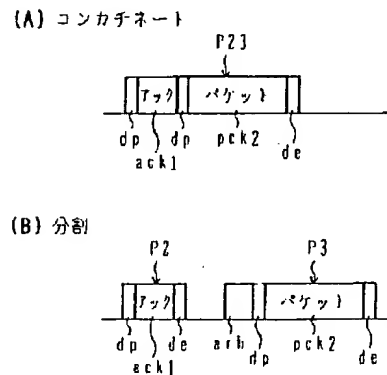 (A) コンカチネート
P23
アック パケット
dp ack1 dp pck2 de
(B) 分割
P2 P3
アック パケット
dp ack1 de arb dp pck2 de